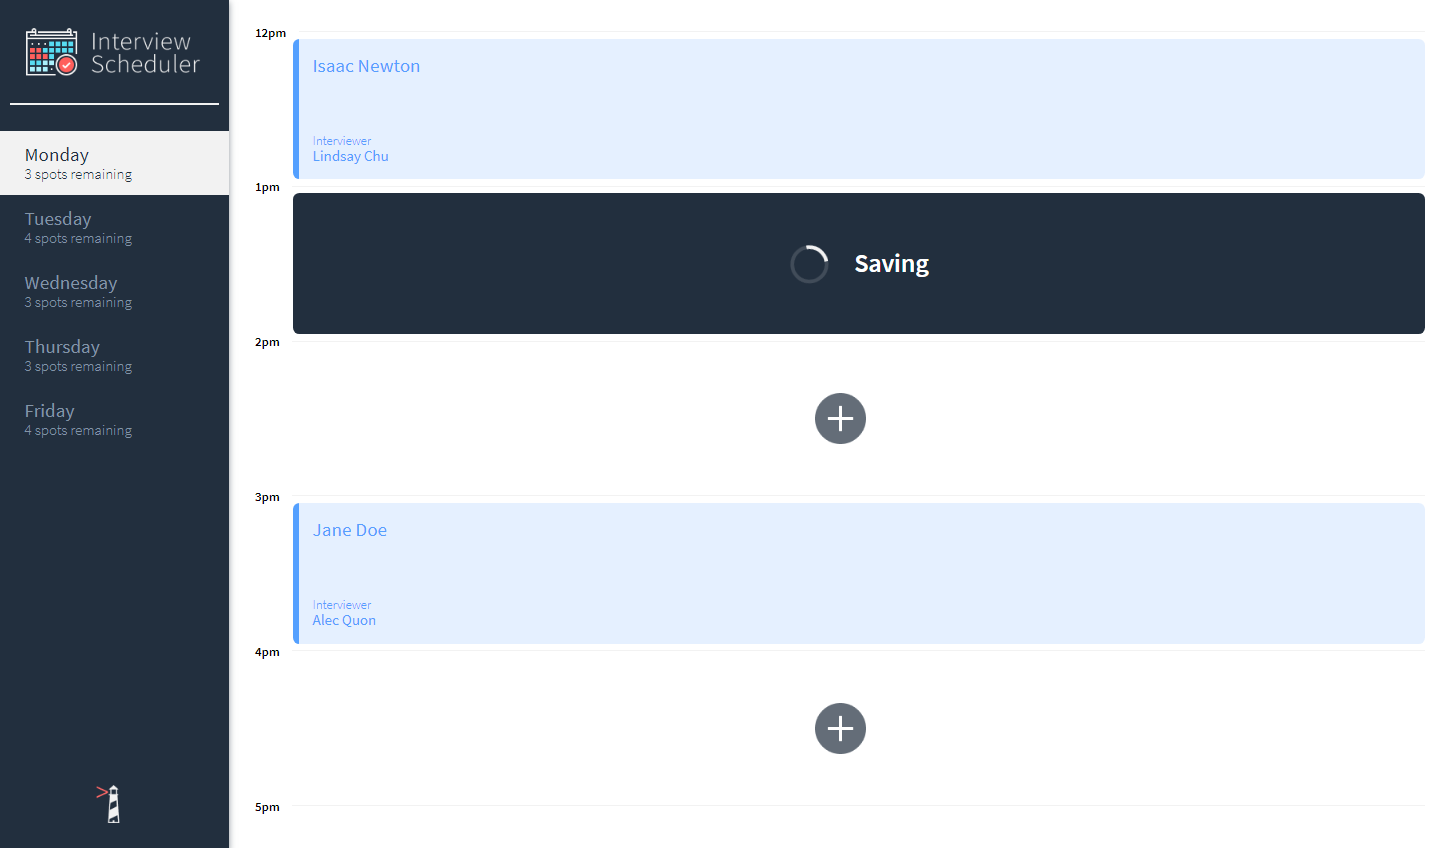 Interview
Scheduler
Monday
3 spots remaining
Tuesday
4 spots remaining
Wednesday
3 spots remaining
Thursday
3 spots remaining
Friday
4 spots remaining
12pm
Isaac Newton
Interviewer
Lindsay Chu
1pm
Saving
2pm
3pm
Jane Doe
Interviewer
Alec Quon
4pm
5pm